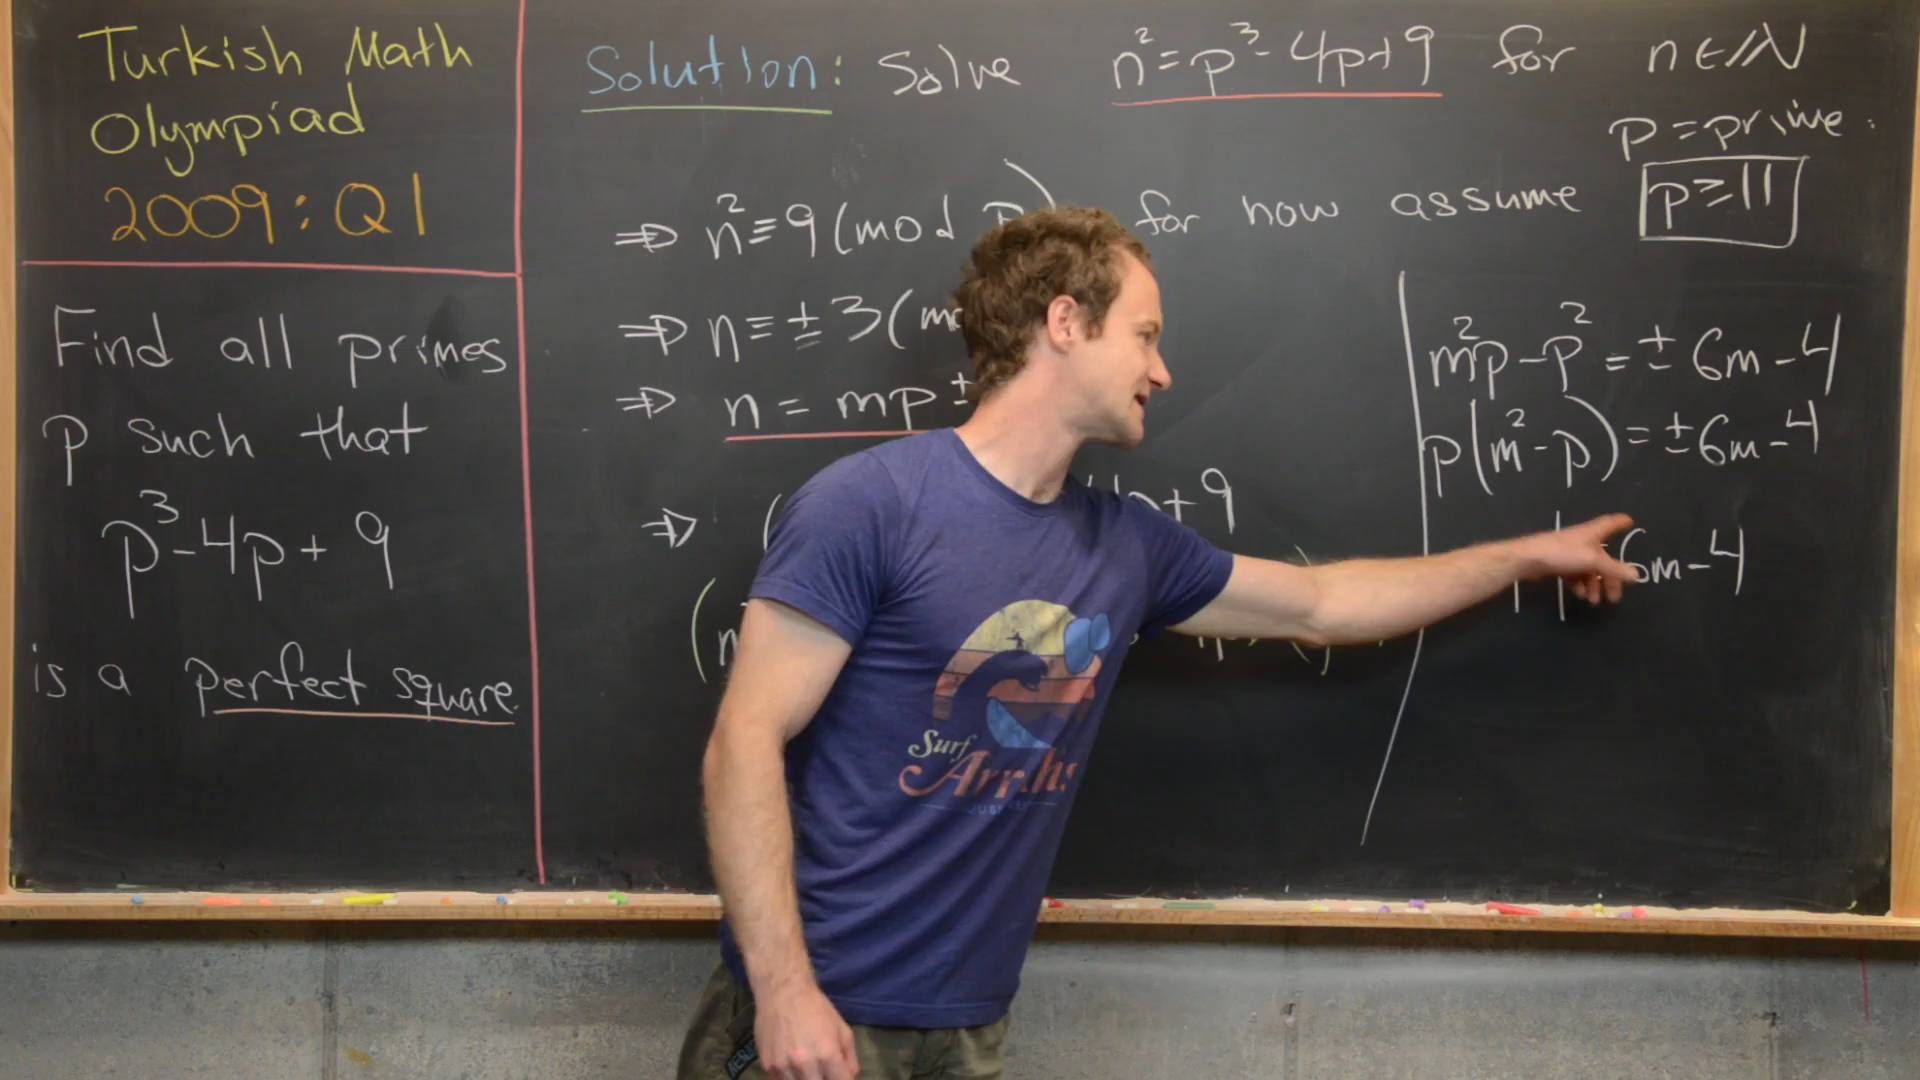 Turkish Math
Olympiad
2009: Q1
Find all primes
p such that
p³-4p+9
is a perfect square.
Solution: Solve n²=p³-4p+9 for n∈ℕ
p=prime.
⇒ n²≡9(mod p) for now assume p≥11
⇒ n≡±3(
⇒ n=mp±
⇒ ( p+9
(
m²p-p²=±6m-4
p(m²-p)=±6m-4
6m-4
Surf